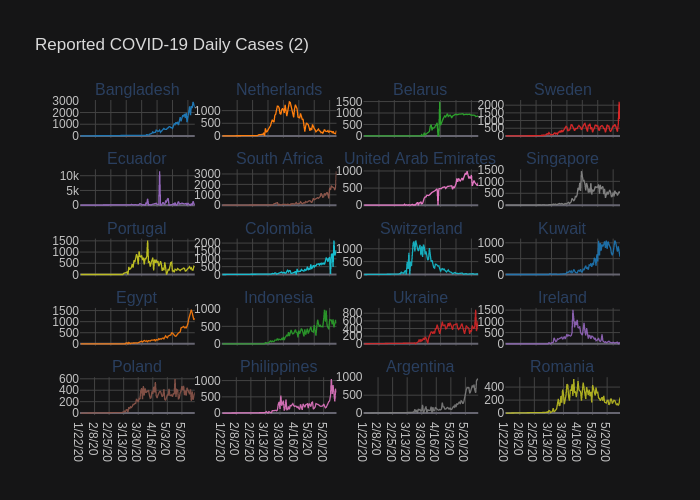 Reported COVID-19 Daily Cases (2)
Bangladesh Netherlands Belarus Sweden
3000 2000 1000 0
1000 0
1500 1000 500 0
2000 1500 1000 500 0
Ecuador South Africa United Arab Emirates Singapore
10k 5k 0
3000 2000 1000 0
1000 500 0
1500 1000 500 0
Portugal Colombia Switzerland Kuwait
1500 1000 500 0
2000 1500 1000 500 0
1000 500 0
1000 500 0
Egypt Indonesia Ukraine Ireland
1500 1000 500 0
1000 500 0
800 600 400 200 0
1500 1000 500 0
Poland Philippines Argentina Romania
600 400 200 0
1000 500 0
1000 500 0
400 200 0
1/22/20 2/8/20 2/25/20 3/13/20 3/30/20 4/16/20 5/3/20 5/20/20
1/22/20 2/8/20 2/25/20 3/13/20 3/30/20 4/16/20 5/3/20 5/20/20
1/22/20 2/8/20 2/25/20 3/13/20 3/30/20 4/16/20 5/3/20 5/20/20
1/22/20 2/8/20 2/25/20 3/13/20 3/30/20 4/16/20 5/3/20 5/20/20